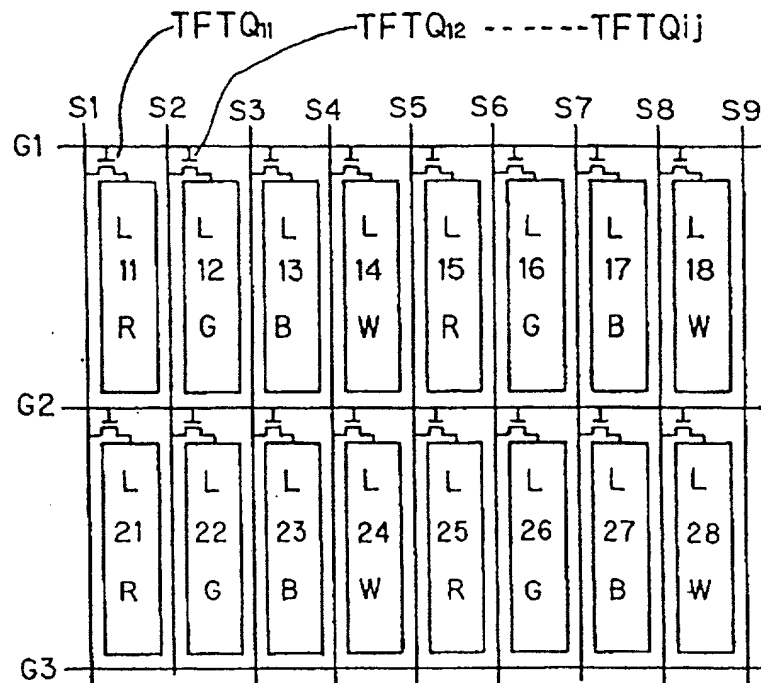 TFTQ11 TFTQ12 ------TFTQij
S1 S2 S3 S4 S5 S6 S7 S8 S9
G1
L L L L L L L L
11 12 13 14 15 16 17 18
R G B W R G B W
G2
L L L L L L L L
21 22 23 24 25 26 27 28
R G B W R G B W
G3